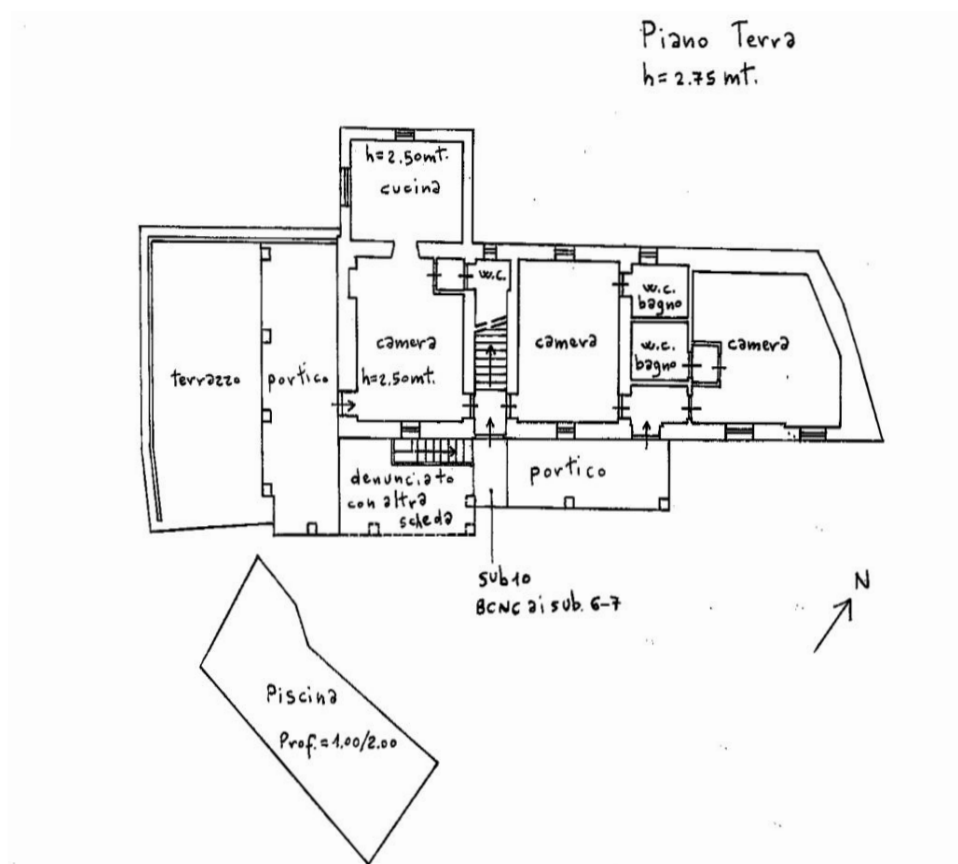 Piano Terra
h= 2.75 mt.
h= 2.50mt.
cucina
w.c.
w.c.
bagno
w.c.
bagno
camera
h=2.50mt.
camera
camera
terrazzo
portico
portico
denunciato
con altra
scheda
sub10
BCNC ai sub. 6-7
N
Piscina
Prof.= 1.00/2.00